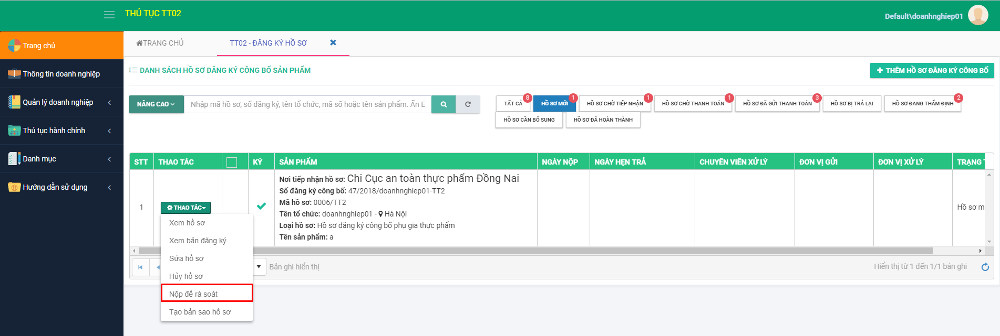 THỦ TỤC TT02
Default\doanhnghiep01
Trang chủ
Thông tin doanh nghiệp
Quản lý doanh nghiệp
Thủ tục hành chính
Danh mục
Hướng dẫn sử dụng
TRANG CHỦ
TT02 - ĐĂNG KÝ HỒ SƠ
DANH SÁCH HỒ SƠ ĐĂNG KÝ CÔNG BỐ SẢN PHẨM
THÊM HỒ SƠ ĐĂNG KÝ CÔNG BỐ
NÂNG CAO
Nhập mã hồ sơ, số đăng ký, tên tổ chức, mã số hoặc tên sản phẩm. Ấn E
TẤT CẢ 8
HỒ SƠ MỚI 1
HỒ SƠ CHỜ TIẾP NHẬN 1
HỒ SƠ CHỜ THANH TOÁN 1
HỒ SƠ ĐÃ GỬI THANH TOÁN 3
HỒ SƠ BỊ TRẢ LẠI
HỒ SƠ ĐANG THẨM ĐỊNH 2
HỒ SƠ CẦN BỔ SUNG
HỒ SƠ ĐÃ HOÀN THÀNH
STT THAO TÁC KÝ SẢN PHẨM NGÀY NỘP NGÀY HẸN TRẢ CHUYÊN VIÊN XỬ LÝ ĐƠN VỊ GỬI ĐƠN VỊ XỬ LÝ TRẠNG
1
THAO TÁC
Nơi tiếp nhận hồ sơ: Chi Cục an toàn thực phẩm Đồng Nai
Số đăng ký công bố: 47/2018/doanhnghiep01-TT2
Mã hồ sơ: 0006/TT2
Tên tổ chức: doanhnghiep01 - Hà Nội
Loại hồ sơ: Hồ sơ đăng ký công bố phụ gia thực phẩm
Tên sản phẩm: a
Hồ sơ m
Xem hồ sơ
Xem bản đăng ký
Sửa hồ sơ
Hủy hồ sơ
Nộp để rà soát
Tạo bản sao hồ sơ
Bản ghi hiển thị
Hiển thị từ 1 đến 1/1 bản ghi